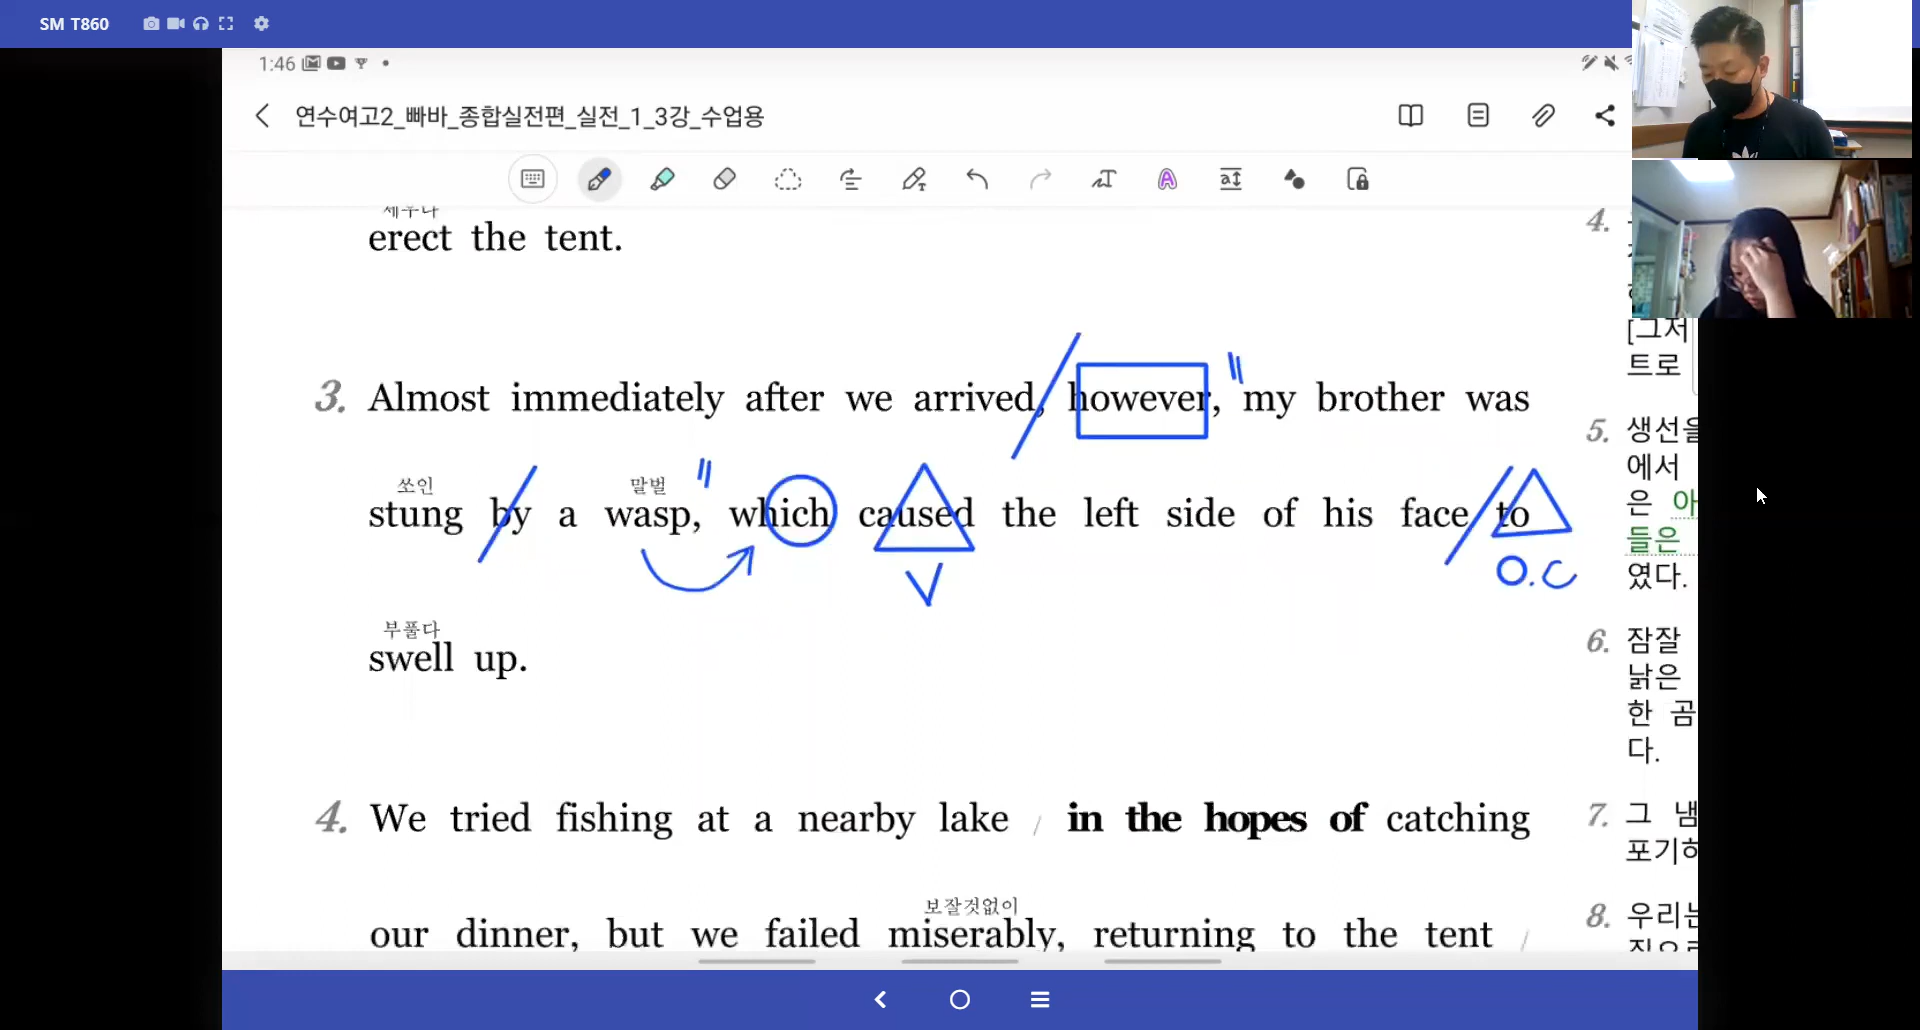 SM T860
1:46
연수여고2_빠바_종합실전편_실전_1_3강_수업용
세우다
erect the tent.
3. Almost immediately after we arrived, however, my brother was
쏘인 말벌
stung by a wasp, which caused the left side of his face to
V O.C
부풀다
swell up.
4. We tried fishing at a nearby lake / in the hopes of catching
보잘것없이
our dinner, but we failed miserably, returning to the tent /
4.
[그저
트로
5. 생선을
에서
은 아
들은
였다.
6. 잠잘
낡은
한 곰
다.
7. 그 냄
포기하
8. 우리는